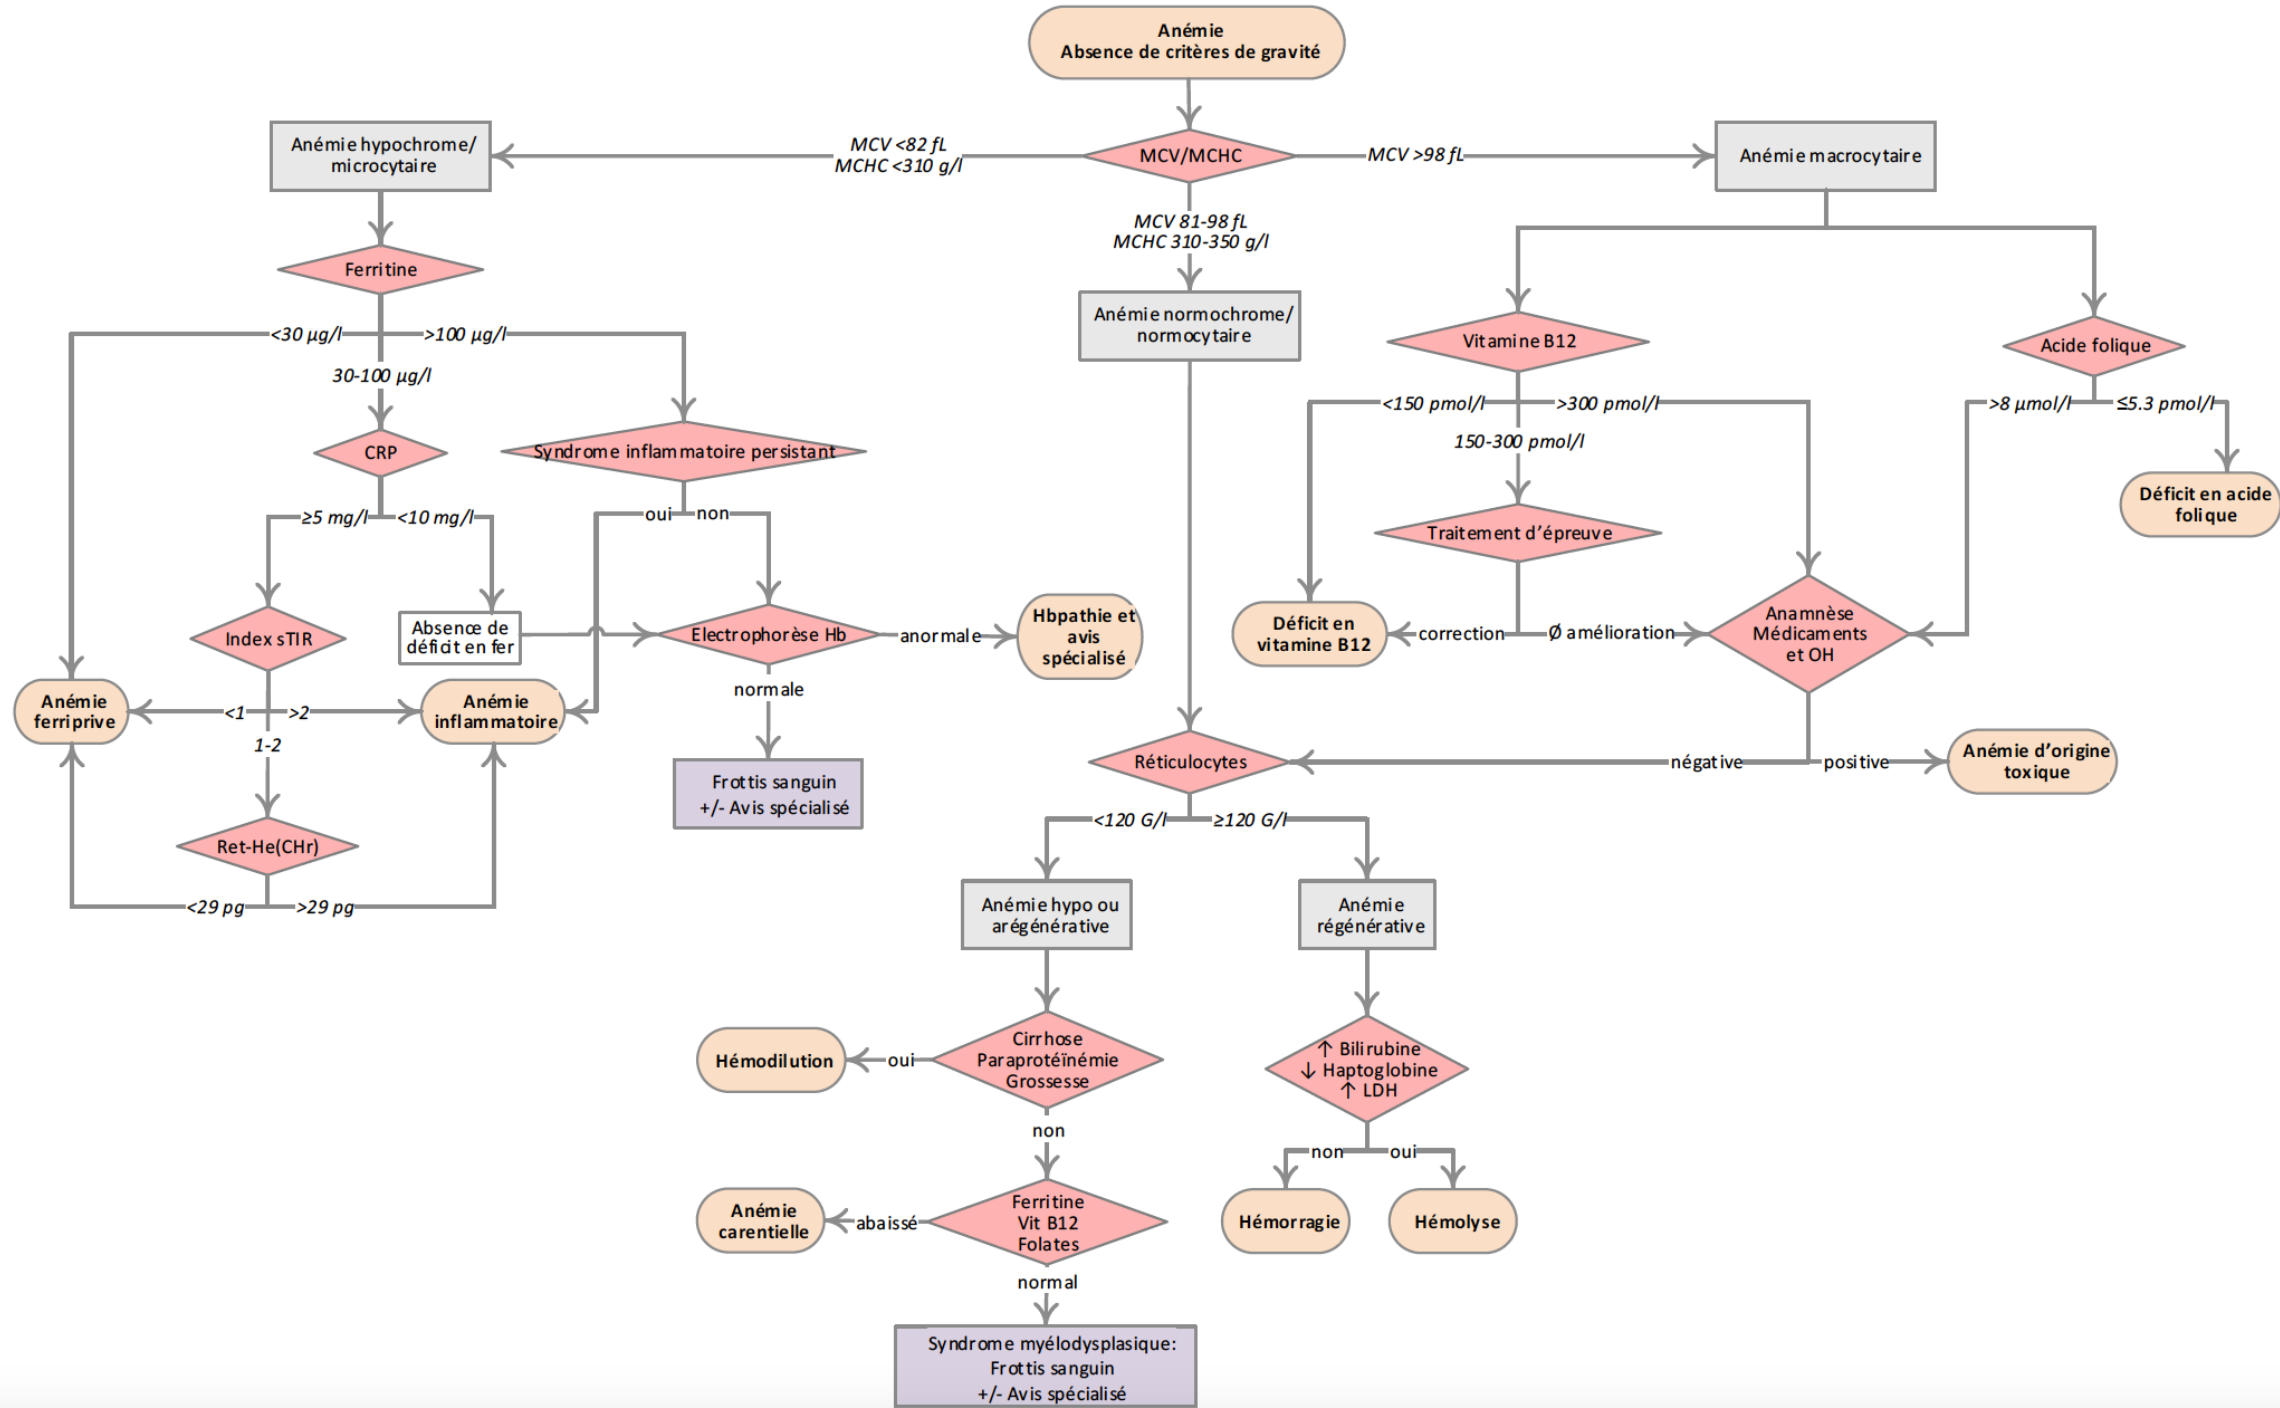 Anémie
Absence de critères de gravité
Anémie hypochrome/
microcytaire
MCV <82 fL
MCHC <310 g/l
MCV/MCHC
MCV >98 fL
Anémie macrocytaire
MCV 81-98 fL
MCHC 310-350 g/l
Ferritine
Anémie normochrome/
normocytaire
Vitamine B12
Acide folique
<30 µg/l
>100 µg/l
30-100 µg/l
<150 pmol/l
>300 pmol/l
150-300 pmol/l
>8 µmol/l
≤5.3 pmol/l
CRP
Syndrome inflammatoire persistant
Déficit en acide
folique
≥5 mg/l
<10 mg/l
oui
non
Traitement d’épreuve
Index sTIR
Absence de
déficit en fer
Electrophorèse Hb
anormale
Hbpathie et
avis
spécialisé
Déficit en
vitamine B12
correction
Ø amélioration
Anamnèse
Médicaments
et OH
normale
Anémie
ferriprive
<1
>2
1-2
Anémie
inflammatoire
Frottis sanguin
+/- Avis spécialisé
Réticulocytes
négative
positive
Anémie d’origine
toxique
Ret-He(CHr)
<29 pg
>29 pg
<120 G/l
≥120 G/l
Anémie hypo ou
arégénérative
Anémie
régénérative
Hémodilution
oui
Cirrhose
Paraprotéïnémie
Grossesse
↑ Bilirubine
↓ Haptoglobine
↑ LDH
non
non
oui
Anémie
carentielle
abaissé
Ferritine
Vit B12
Folates
Hémorragie
Hémolyse
normal
Syndrome myélodysplasique:
Frottis sanguin
+/- Avis spécialisé